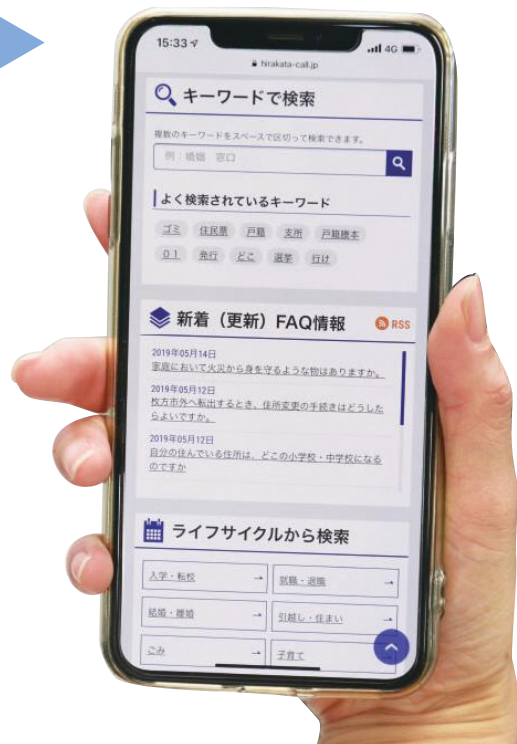 15:33
4G
hirakata-call.jp
キーワードで検索
複数のキーワードをスペースで区切って検索できます。
例：婚姻 窓口
よく検索されているキーワード
ゴミ 住民票 戸籍 支所 戸籍謄本
０１ 発行 どこ 選挙 行け
新着（更新）FAQ情報 RSS
2019年05月14日
家庭において火災から身を守るような物はありますか。
2019年05月12日
枚方市外へ転出するとき、住所変更の手続きはどうした
らよいですか。
2019年05月12日
自分の住んでいる住所は、どこの小学校・中学校になる
のですか
ライフサイクルから検索
入学・転校 就職・退職
結婚・離婚 引越し・住まい
ごみ 子育て